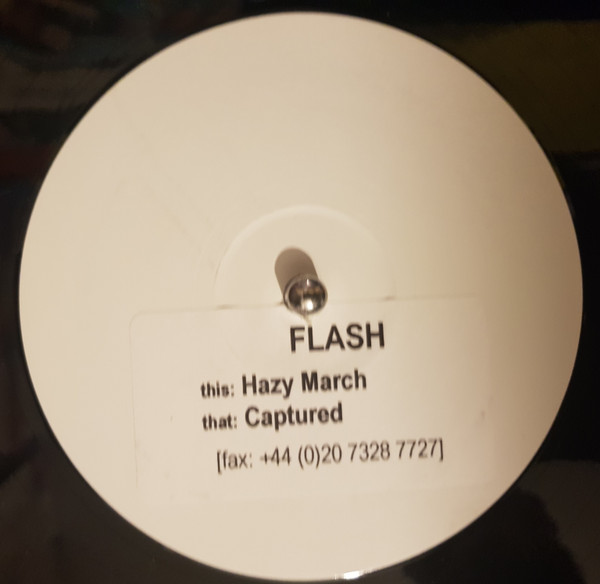 FLASH
this: Hazy March
that: Captured
[fax: +44 (0)20 7328 7727]